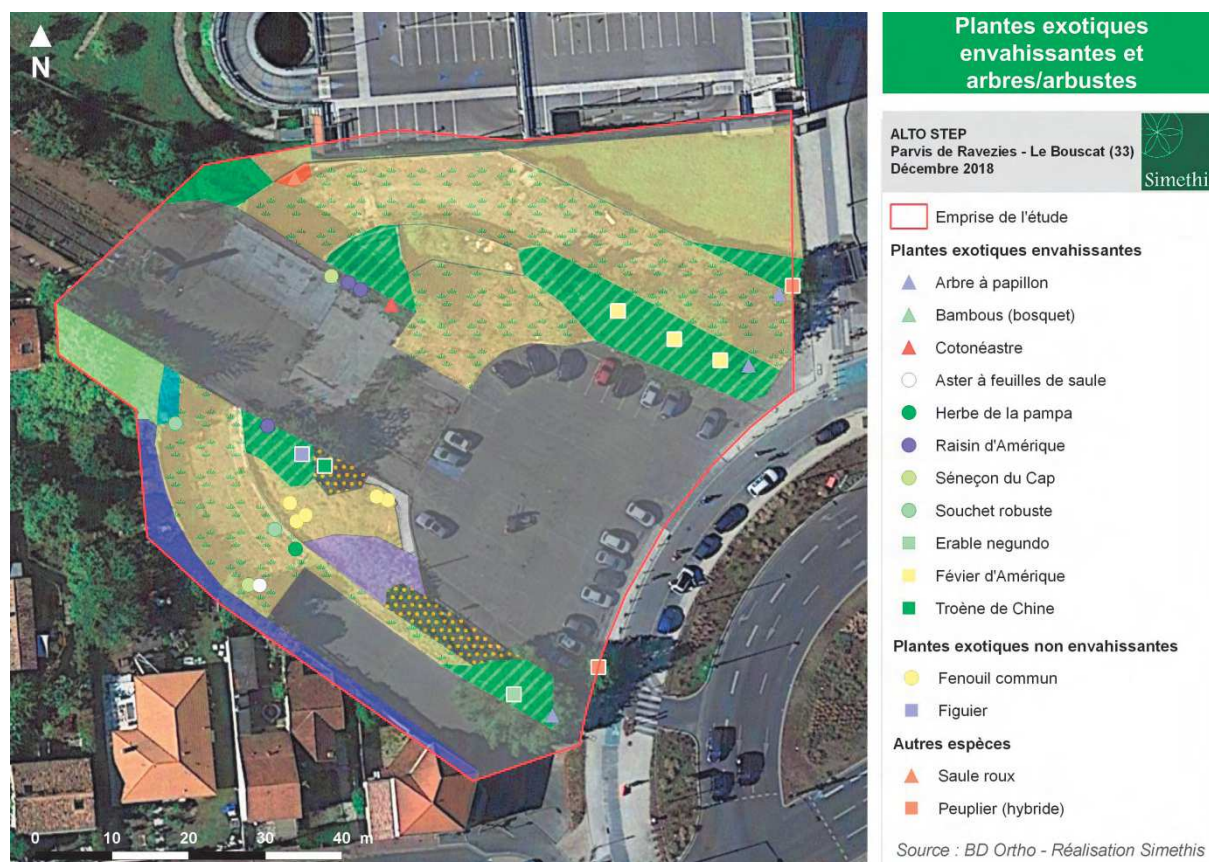 N
0 10 20 30 40 m
Plantes exotiques
envahissantes et
arbres/arbustes
ALTO STEP
Parvis de Ravezies - Le Bouscat (33)
Décembre 2018
Simethi
Emprise de l'étude
Plantes exotiques envahissantes
Arbre à papillon
Bambous (bosquet)
Cotonéastre
Aster à feuilles de saule
Herbe de la pampa
Raisin d'Amérique
Séneçon du Cap
Souchet robuste
Erable negundo
Févier d'Amérique
Troène de Chine
Plantes exotiques non envahissantes
Fenouil commun
Figuier
Autres espèces
Saule roux
Peuplier (hybride)
Source : BD Ortho - Réalisation Simethis